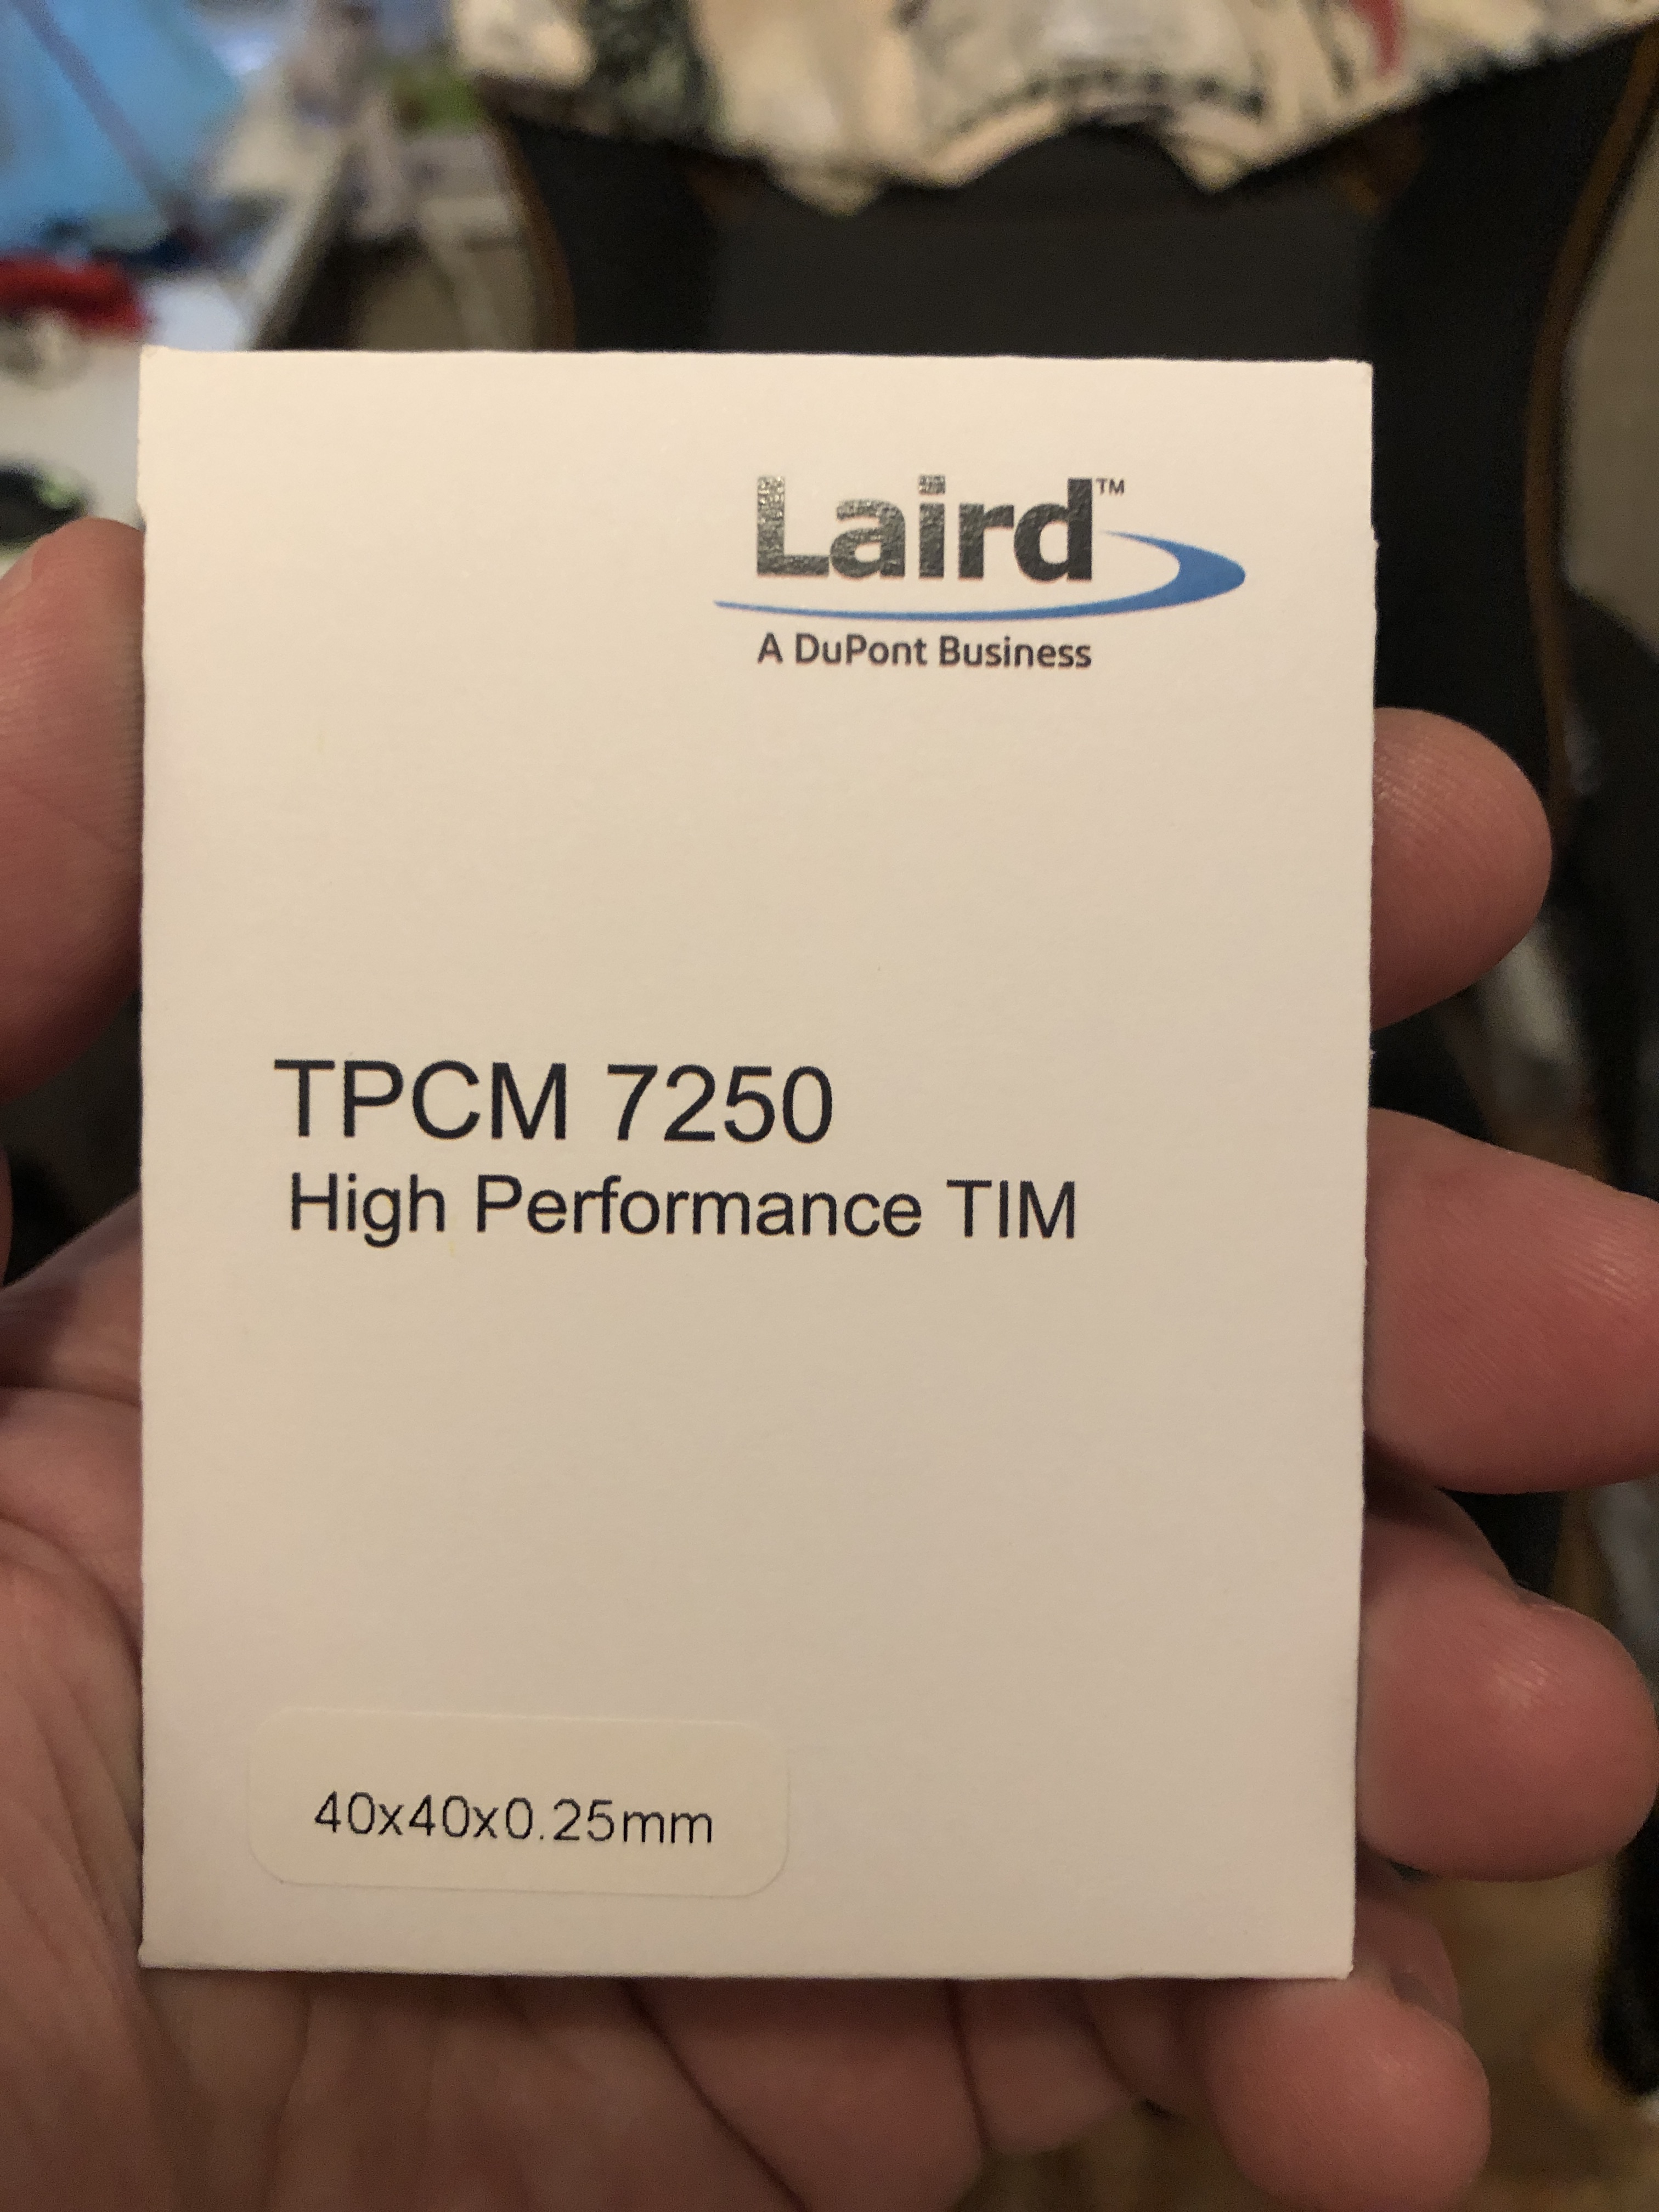 Laird™
A DuPont Business
TPCM 7250
High Performance TIM
40x40x0.25mm